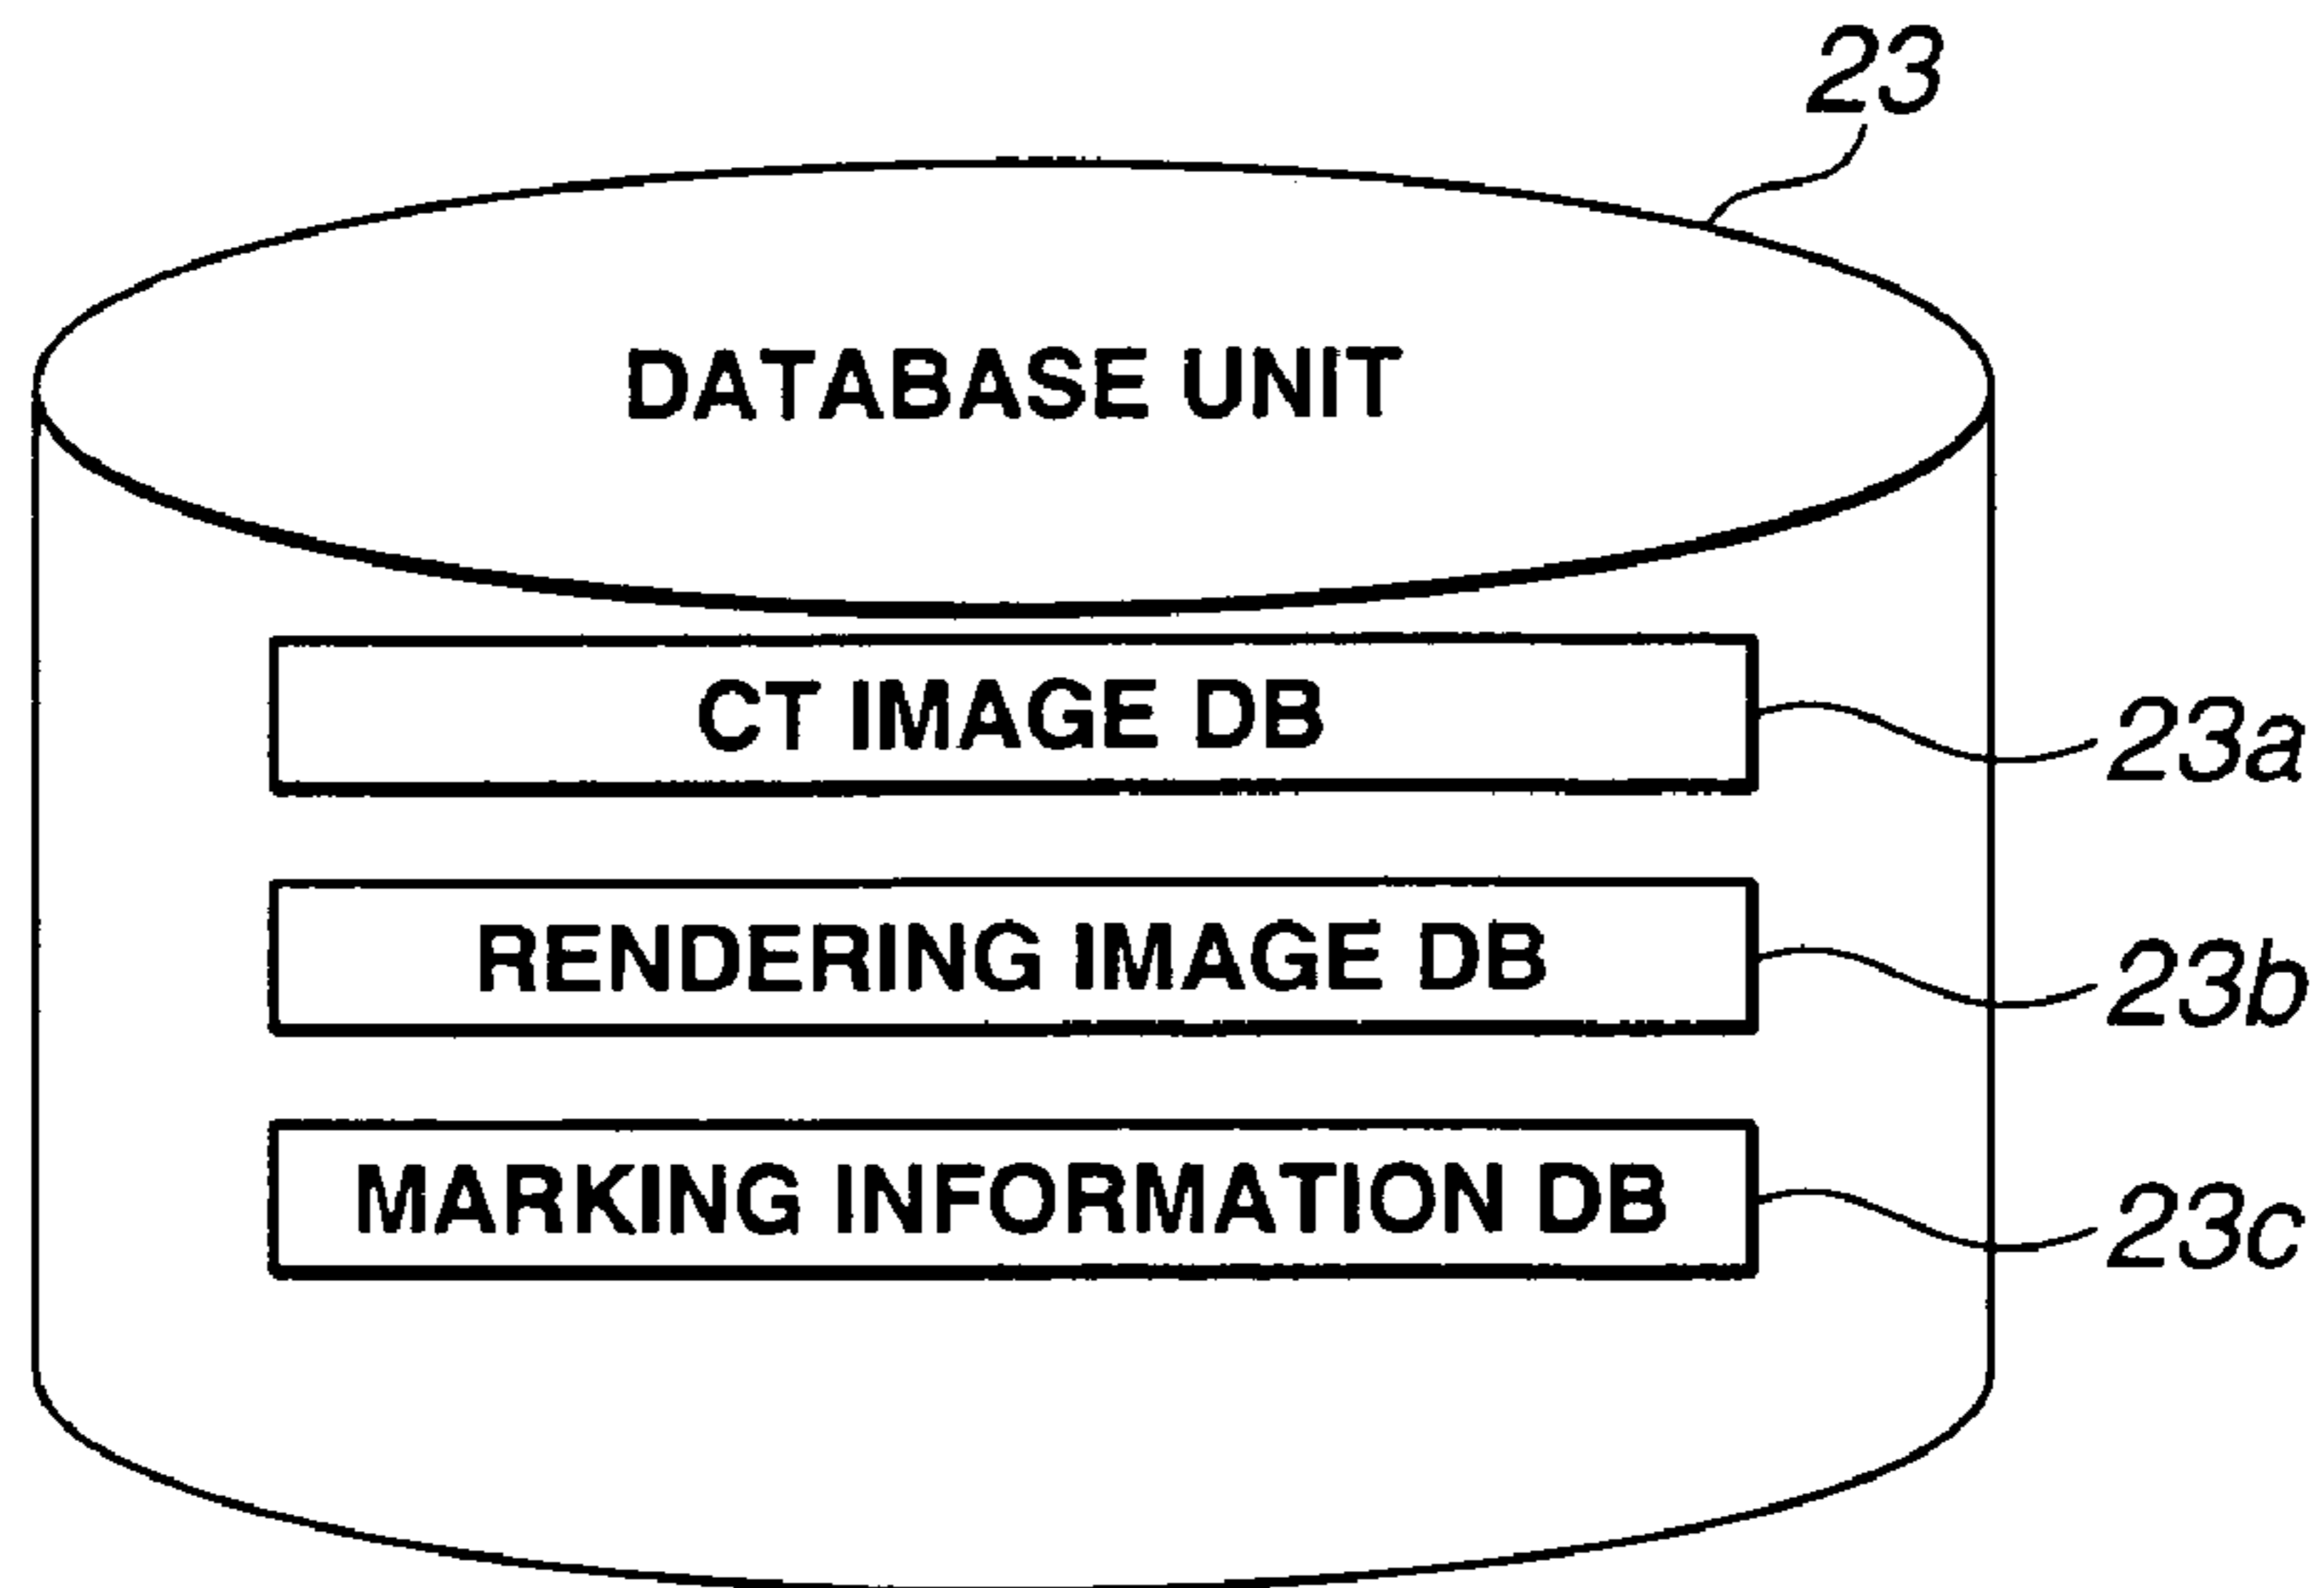 23
DATABASE UNIT
CT IMAGE DB
23a
RENDERING IMAGE DB
23b
MARKING INFORMATION DB
23c